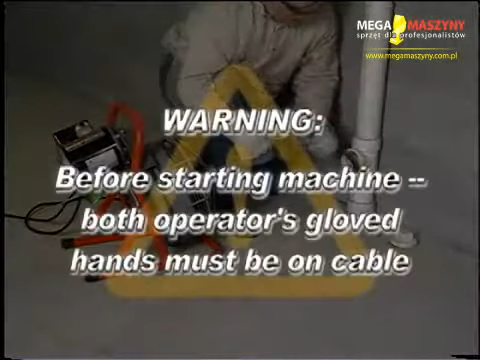 MEGA MASZYNY
sprzęt dla profesjonalistów
www.megamaszyny.com.pl
WARNING:
Before starting machine --
both operator's gloved
hands must be on cable